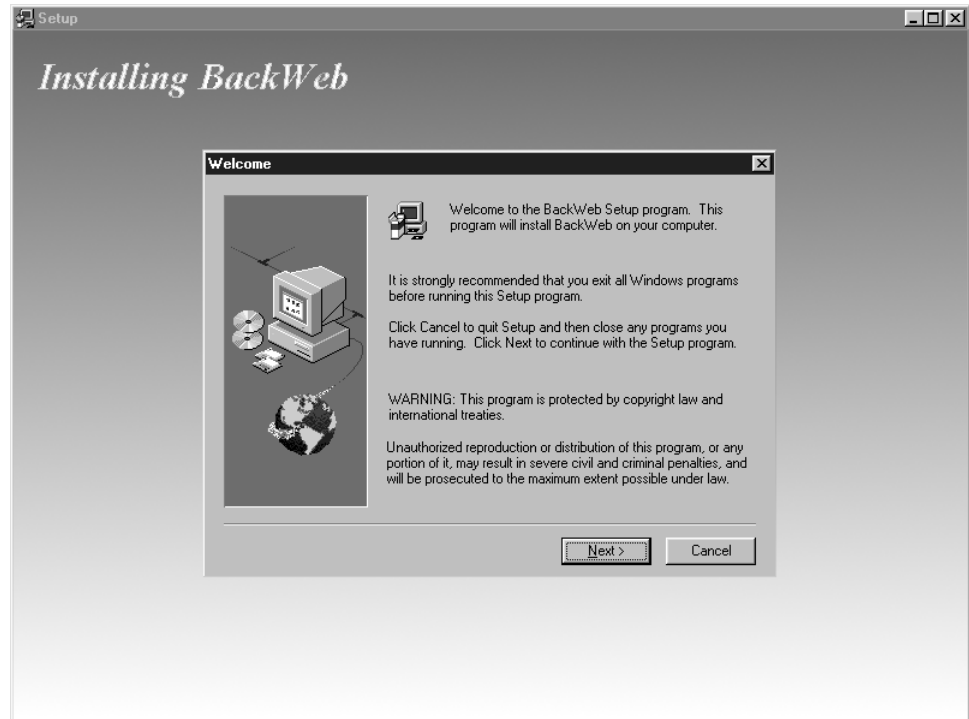 Setup
Installing BackWeb
Welcome
Welcome to the BackWeb Setup program. This
program will install BackWeb on your computer.
It is strongly recommended that you exit all Windows programs
before running this Setup program.
Click Cancel to quit Setup and then close any programs you
have running. Click Next to continue with the Setup program.
WARNING: This program is protected by copyright law and
international treaties.
Unauthorized reproduction or distribution of this program, or any
portion of it, may result in severe civil and criminal penalties, and
will be prosecuted to the maximum extent possible under law.
Next > Cancel